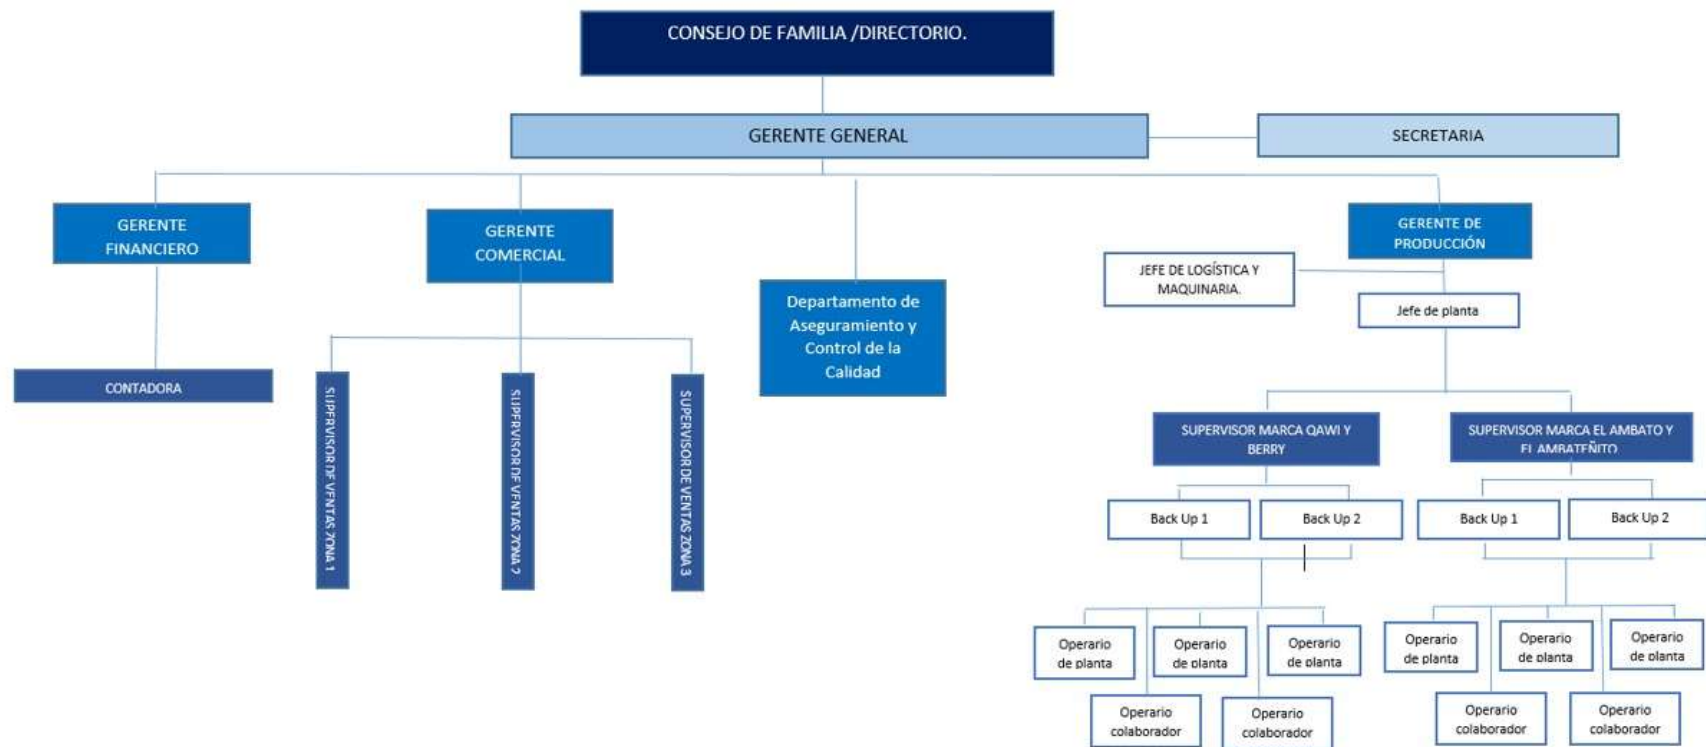 CONSEJO DE FAMILIA /DIRECTORIO.
GERENTE GENERAL
SECRETARIA
GERENTE
FINANCIERO
GERENTE
COMERCIAL
GERENTE DE
PRODUCCIÓN
JEFE DE LOGÍSTICA Y
MAQUINARIA.
Departamento de
Aseguramiento y
Control de la
Calidad
Jefe de planta
CONTADORA
SUPERVISOR DE VENTAS ZONA 1
SUPERVISOR DE VENTAS ZONA 2
SUPERVISOR DE VENTAS ZONA 3
SUPERVISOR MARCA QAWI Y
BERRY
SUPERVISOR MARCA EL AMBATO Y
EL AMBATEÑITO
Back Up 1
Back Up 2
Back Up 1
Back Up 2
Operario
de planta
Operario
de planta
Operario
de planta
Operario
de planta
Operario
de planta
Operario
de planta
Operario
colaborador
Operario
colaborador
Operario
colaborador
Operario
colaborador